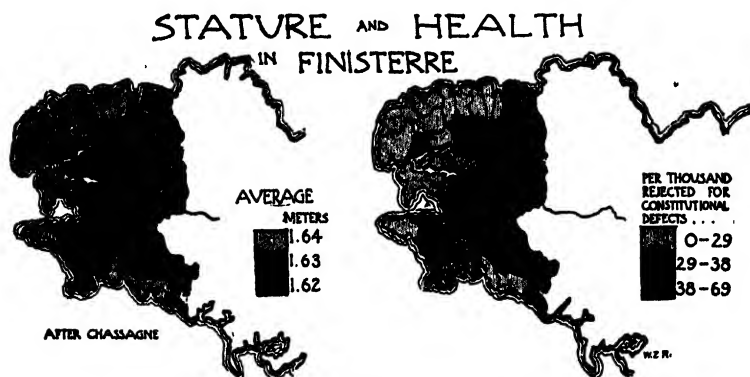 STATURE AND HEALTH
IN FINISTERRE
AVERAGE
METERS
1.64
1.63
1.62
AFTER CHASSAGNE
PER THOUSAND
REJECTED FOR
CONSTITUTIONAL
DEFECTS . . .
0-29
29-38
38-69
W.Z.R.